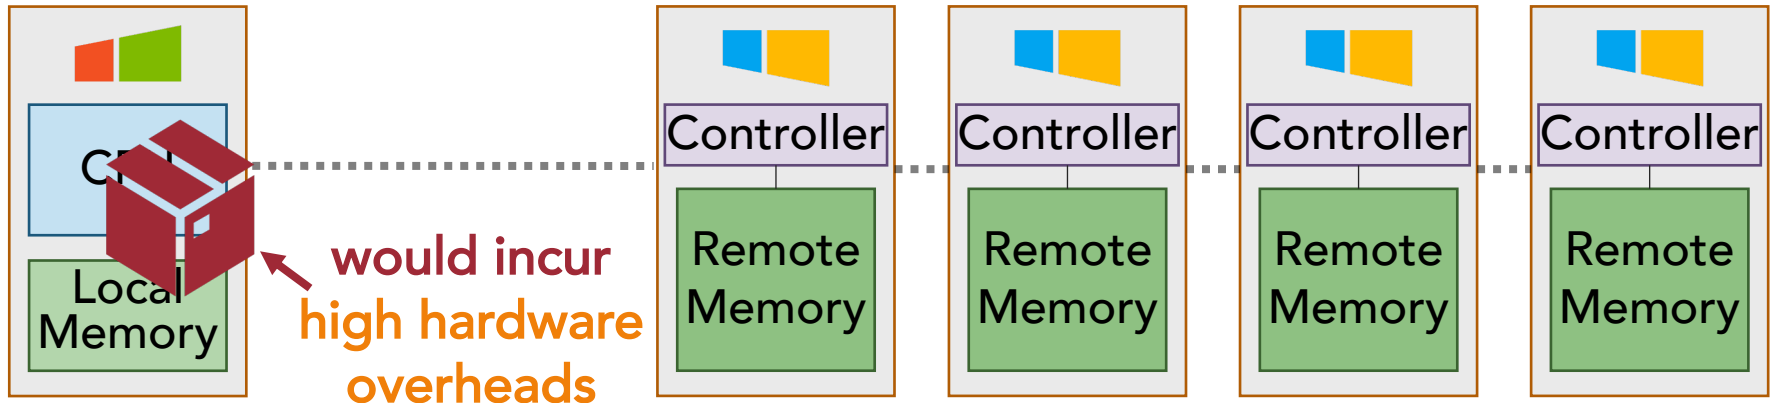 Local
Memory
would incur
high hardware
overheads
Controller
Remote
Memory
Controller
Remote
Memory
Controller
Remote
Memory
Controller
Remote
Memory